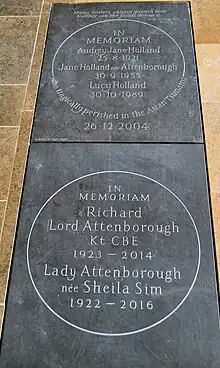 Many waters cannot quench love
neither can the floods drown it
IN
MEMORIAM
Audrey Jane Holland
25·8·1921
Jane Holland née Attenborough
30·9·1955
Lucy Holland
30·10·1989
who tragically perished in the Asian Tsunami
26·12·2004
IN
MEMORIAM
Richard
Lord Attenborough
Kt CBE
1923 – 2014
Lady Attenborough
née Sheila Sim
1922 – 2016